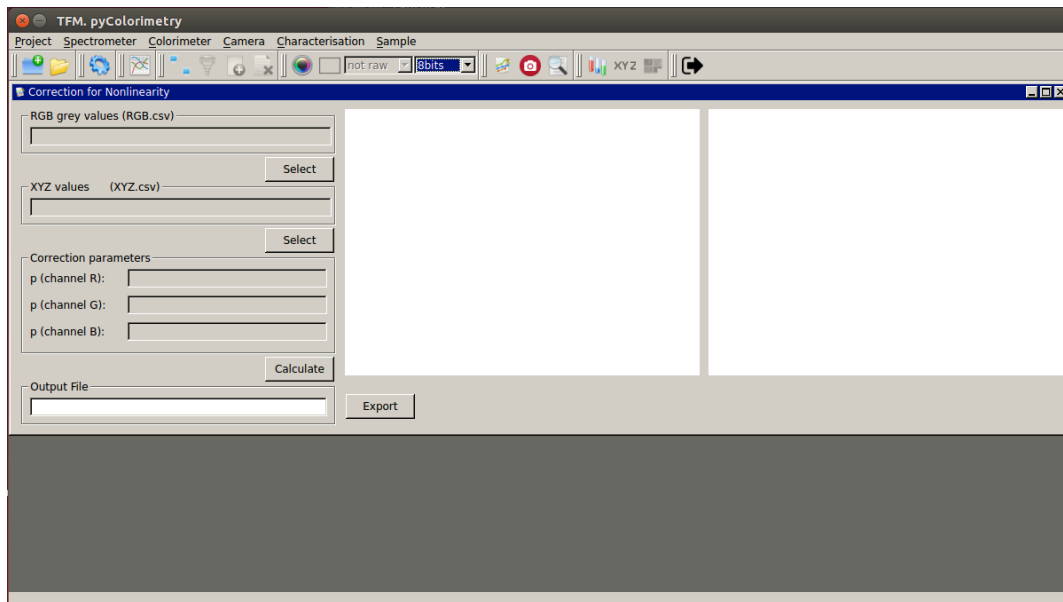 TFM. pyColorimetry
Project Spectrometer Colorimeter Camera Characterisation Sample
not raw 8bits XYZ
Correction for Nonlinearity
RGB grey values (RGB.csv)
Select
XYZ values (XYZ.csv)
Select
Correction parameters
p (channel R):
p (channel G):
p (channel B):
Calculate
Output File
Export